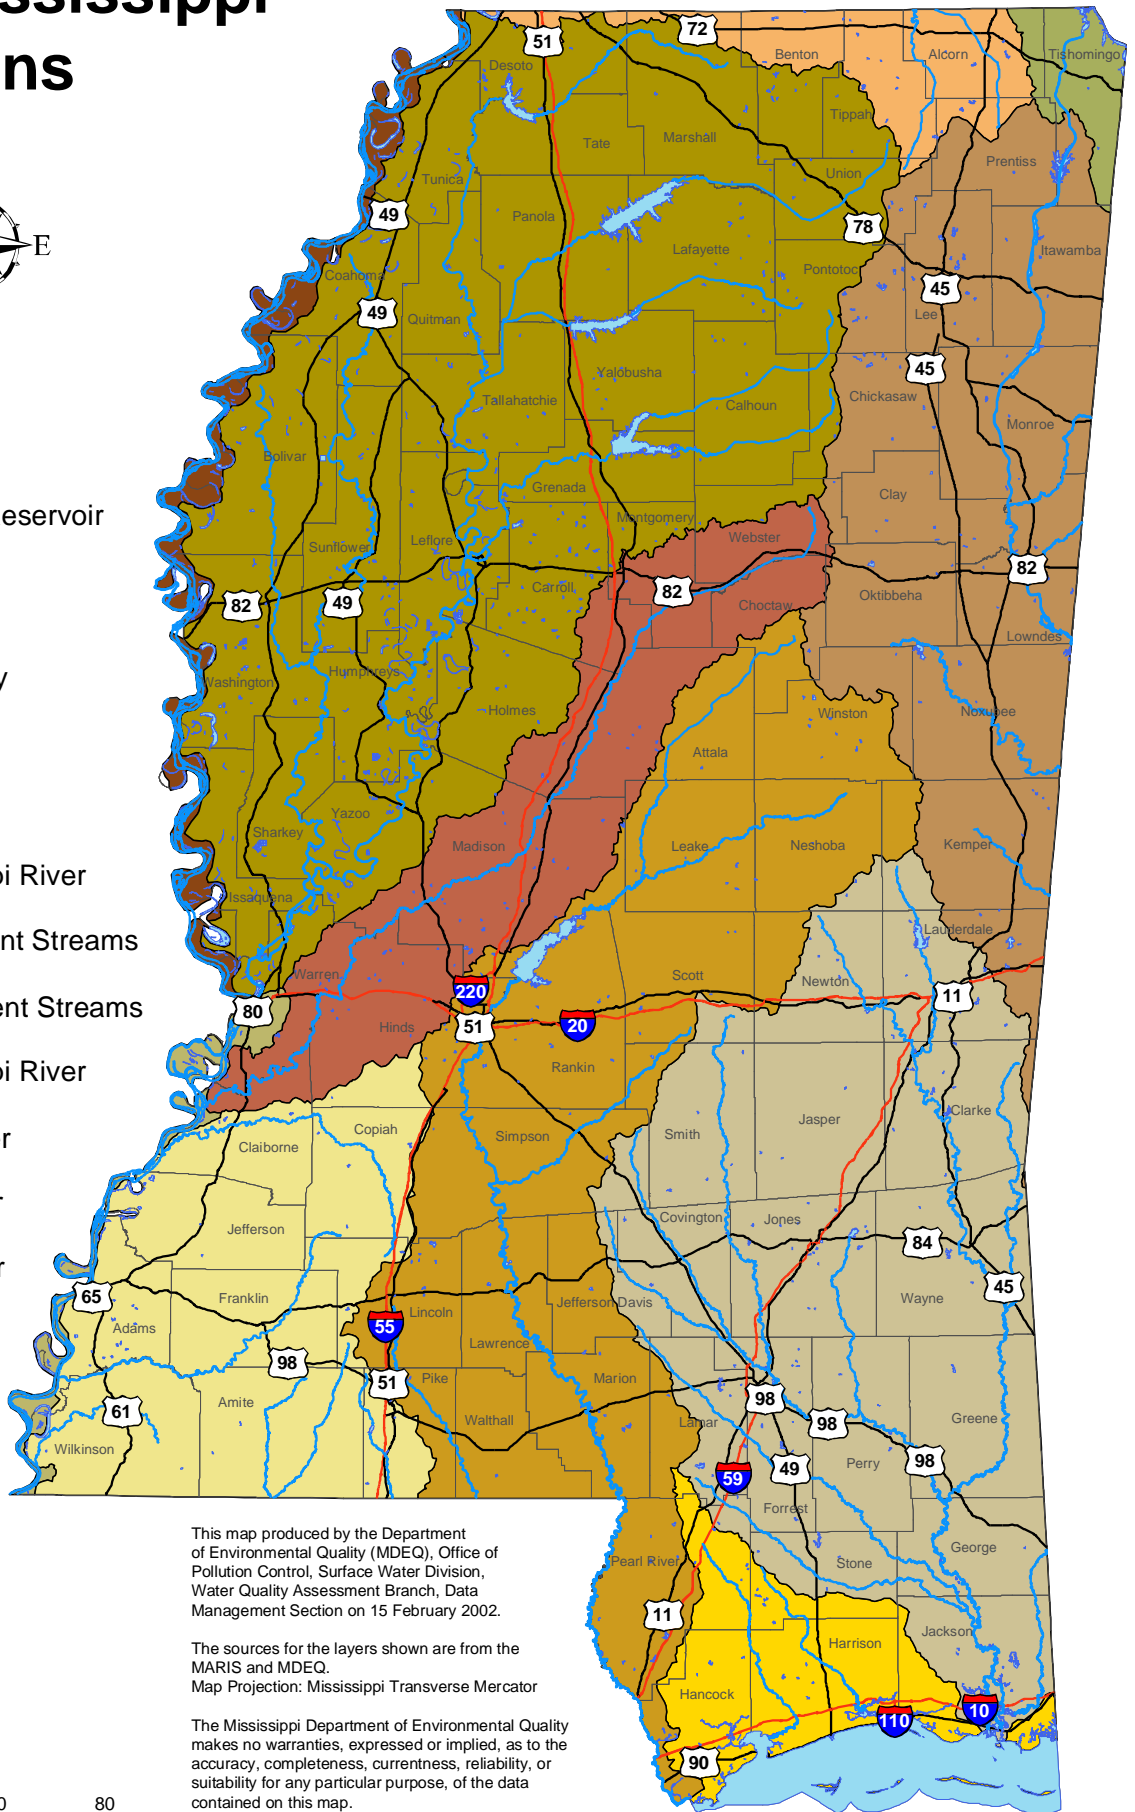 ssissippi
ns
E
eservoir
y
oi River
nt Streams
ent Streams
oi River
er
r
r
51
72
Benton
Alcorn
Tishomingo
Desoto
Tippah
Tate
Marshall
Prentiss
Tunica
Union
49
Panola
78
Lafayette
Itawamba
Coahoma
Pontotoc
45
49
Quitman
Lee
45
Yalobusha
Tallahatchie
Calhoun
Chickasaw
Monroe
Bolivar
Grenada
Clay
Montgomery
Webster
Sunflower
Leflore
82
Carroll
82
82
49
Choctaw
Oktibbeha
Lowndes
Washington
Humphreys
Holmes
Winston
Noxubee
Attala
Yazoo
Sharkey
Madison
Leake
Neshoba
Kemper
Issaquena
Lauderdale
Warren
Scott
Newton
220
11
80
51
20
Hinds
Rankin
Clarke
Copiah
Simpson
Smith
Jasper
Claiborne
Jefferson
Covington
Jones
84
65
45
Franklin
Lincoln
Jefferson Davis
Wayne
Adams
55
Lawrence
98
51
Pike
Marion
98
61
Amite
Walthall
Lamar
98
Greene
Wilkinson
59
49
Perry
98
Forrest
George
Pearl River
Stone
11
Harrison
Jackson
Hancock
110
10
90
This map produced by the Department
of Environmental Quality (MDEQ), Office of
Pollution Control, Surface Water Division,
Water Quality Assessment Branch, Data
Management Section on 15 February 2002.
The sources for the layers shown are from the
MARIS and MDEQ.
Map Projection: Mississippi Transverse Mercator
The Mississippi Department of Environmental Quality
makes no warranties, expressed or implied, as to the
accuracy, completeness, currentness, reliability, or
suitability for any particular purpose, of the data
contained on this map.
0 80